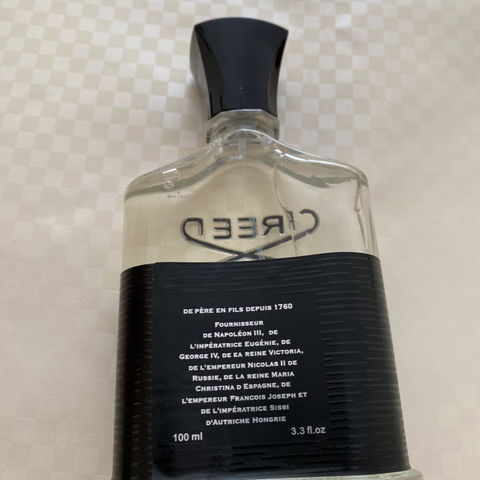 CREED
DE PÈRE EN FILS DEPUIS 1760
FOURNISSEUR
DE NAPOLÉON III, DE
L'IMPÉRATRICE EUGÉNIE, DE
GEORGE IV, DE EA REINE VICTORIA,
DE L'EMPEREUR NICOLAS II DE
RUSSIE, DE LA REINE MARIA
CHRISTINA D ESPAGNE, DE
L'EMPEREUR FRANCOIS JOSEPH ET
DE L'IMPÉRATRICE SISSI
D'AUTRICHE HONGRIE
100 ml 3.3 fl.oz